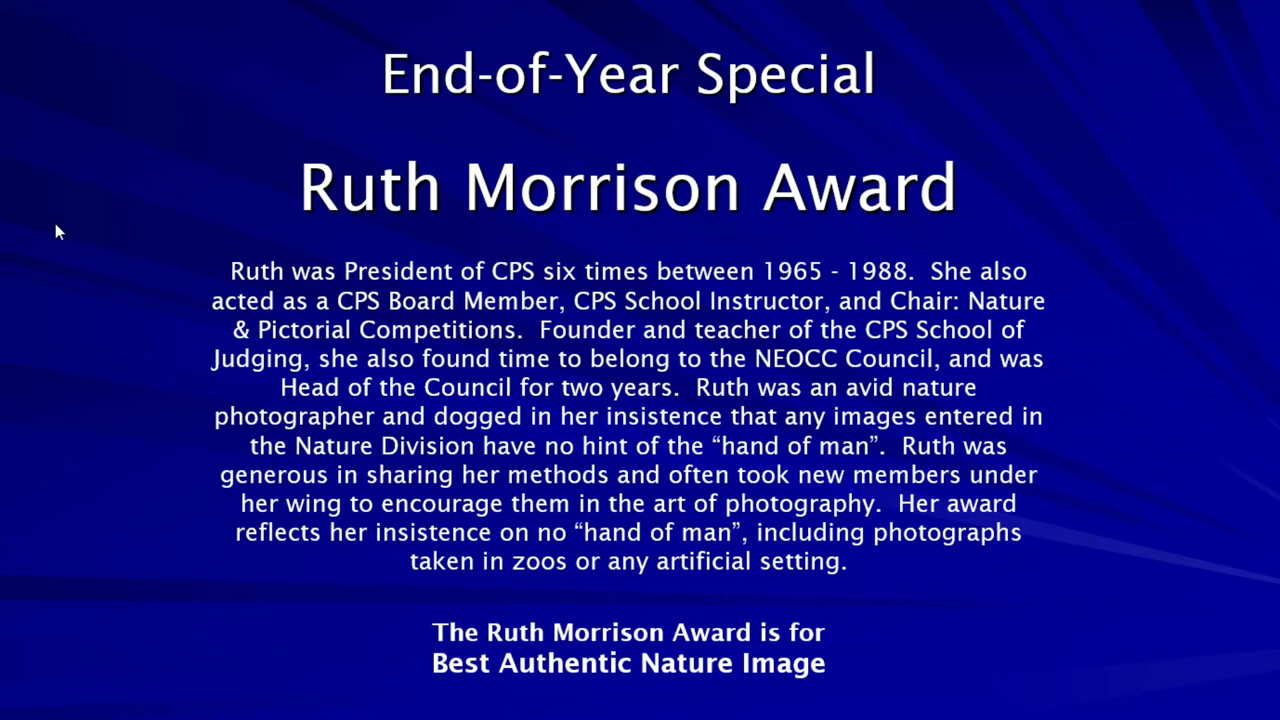 End-of-Year Special
Ruth Morrison Award
Ruth was President of CPS six times between 1965 - 1988.  She also
acted as a CPS Board Member, CPS School Instructor, and Chair: Nature
& Pictorial Competitions.  Founder and teacher of the CPS School of
Judging, she also found time to belong to the NEOCC Council, and was
Head of the Council for two years.  Ruth was an avid nature
photographer and dogged in her insistence that any images entered in
the Nature Division have no hint of the “hand of man”.  Ruth was
generous in sharing her methods and often took new members under
her wing to encourage them in the art of photography.  Her award
reflects her insistence on no “hand of man”, including photographs
taken in zoos or any artificial setting.
The Ruth Morrison Award is for
Best Authentic Nature Image